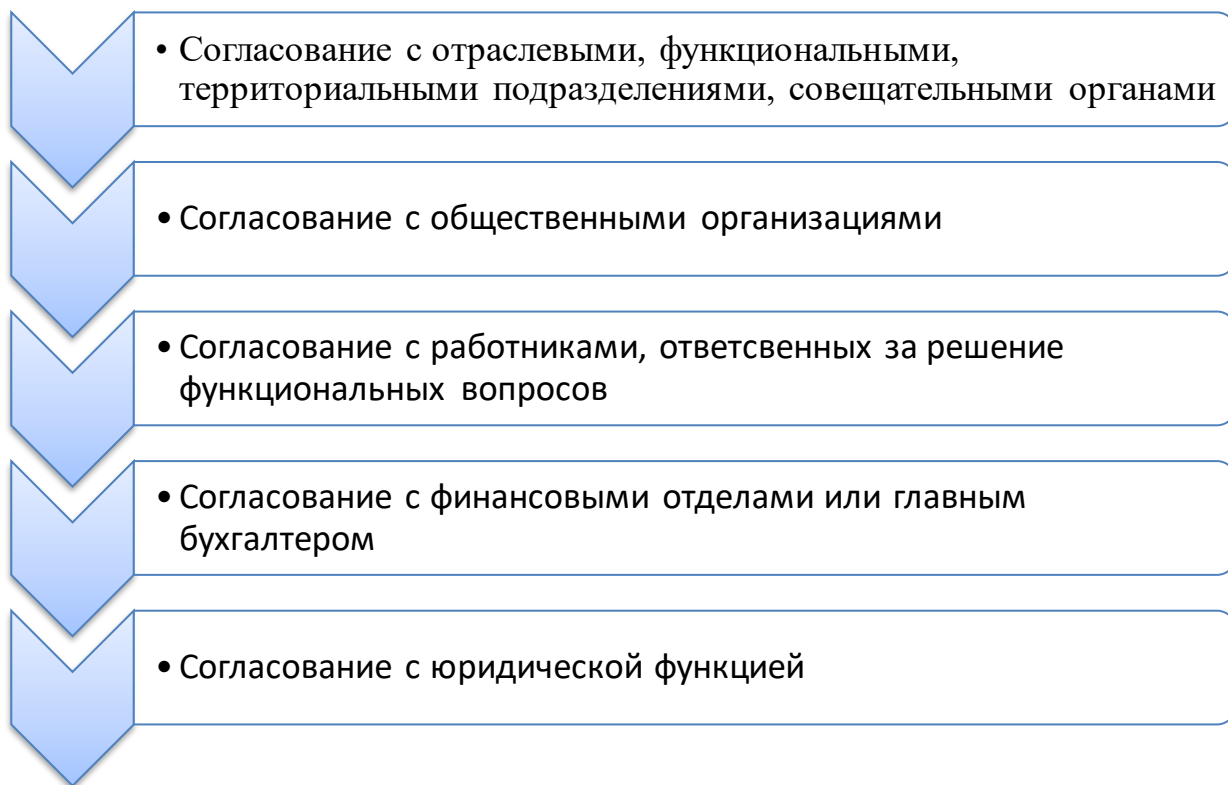 • Согласование с отраслевыми, функциональными,
территориальными подразделениями, совещательными органами
• Согласование с общественными организациями
• Согласование с работниками, ответсвенных за решение
функциональных вопросов
• Согласование с финансовыми отделами или главным
бухгалтером
• Согласование с юридической функцией